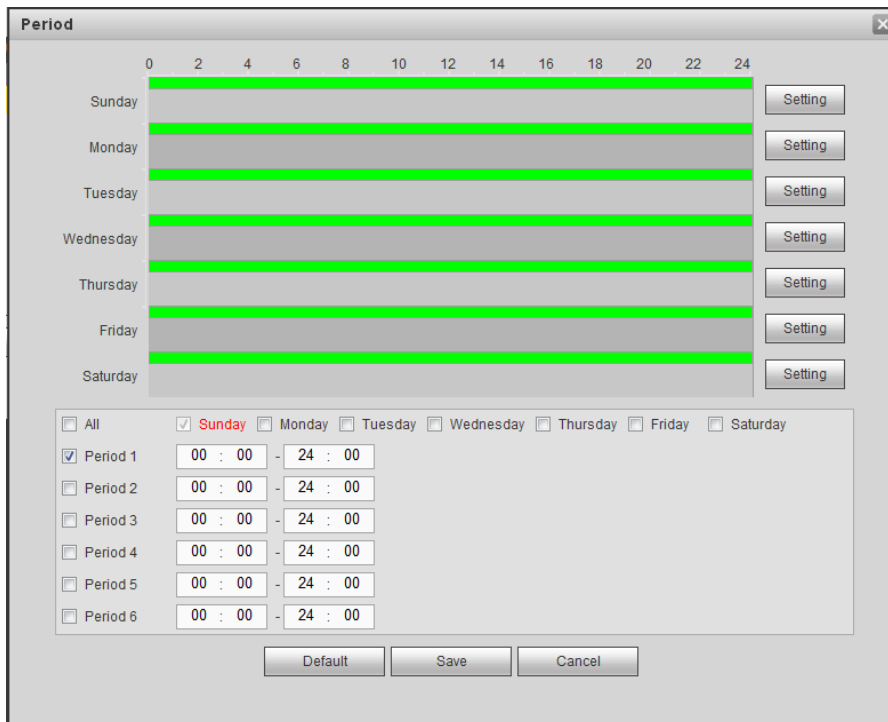 Period
0 2 4 6 8 10 12 14 16 18 20 22 24
Sunday Setting
Monday Setting
Tuesday Setting
Wednesday Setting
Thursday Setting
Friday Setting
Saturday Setting
All Sunday Monday Tuesday Wednesday Thursday Friday Saturday
Period 1 00 : 00 - 24 : 00
Period 2 00 : 00 - 24 : 00
Period 3 00 : 00 - 24 : 00
Period 4 00 : 00 - 24 : 00
Period 5 00 : 00 - 24 : 00
Period 6 00 : 00 - 24 : 00
Default Save Cancel